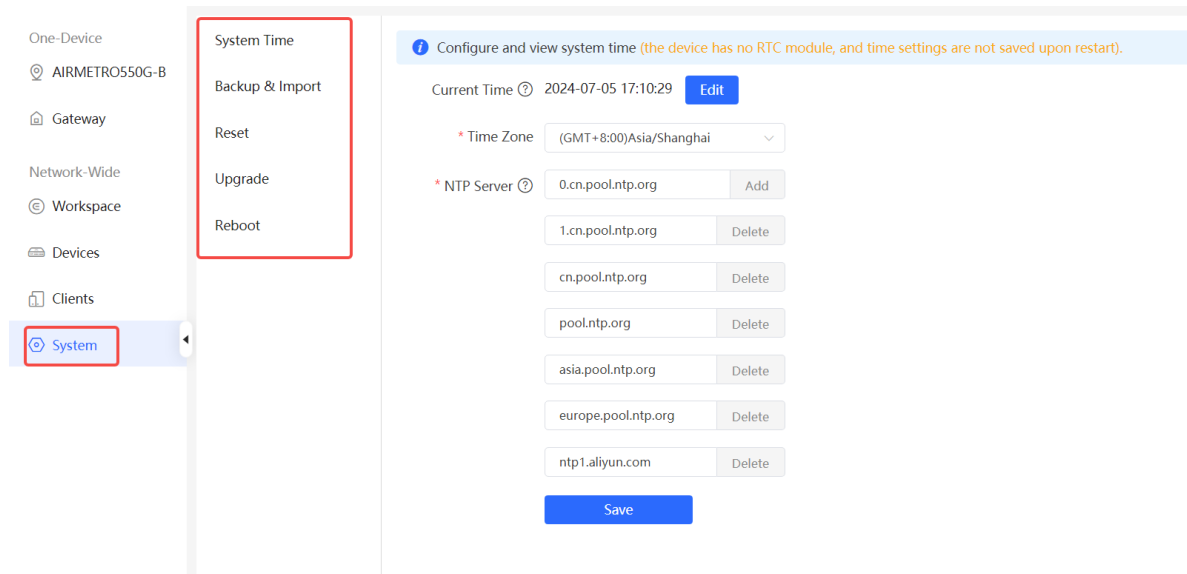 One-Device
AIRMETRO550G-B
Gateway
Network-Wide
Workspace
Devices
Clients
System
System Time
Backup & Import
Reset
Upgrade
Reboot
Configure and view system time (the device has no RTC module, and time settings are not saved upon restart).
Current Time ? 2024-07-05 17:10:29 Edit
* Time Zone (GMT+8:00)Asia/Shanghai
* NTP Server ? 0.cn.pool.ntp.org Add
1.cn.pool.ntp.org Delete
cn.pool.ntp.org Delete
pool.ntp.org Delete
asia.pool.ntp.org Delete
europe.pool.ntp.org Delete
ntp1.aliyun.com Delete
Save